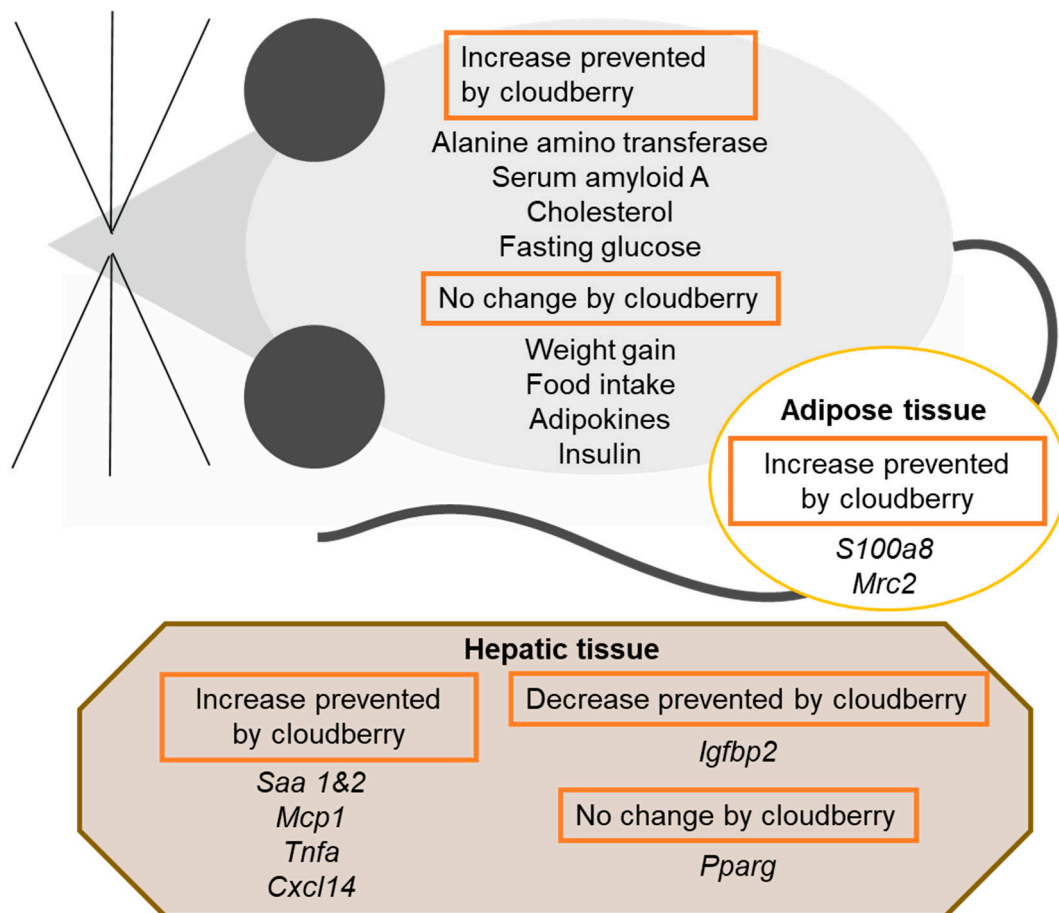 Increase prevented
by cloudberry
Alanine amino transferase
Serum amyloid A
Cholesterol
Fasting glucose
No change by cloudberry
Weight gain
Food intake
Adipokines
Insulin
Adipose tissue
Increase prevented
by cloudberry
S100a8
Mrc2
Hepatic tissue
Increase prevented
by cloudberry
Saa 1&2
Mcp1
Tnfa
Cxcl14
Decrease prevented by cloudberry
Igfbp2
No change by cloudberry
Pparg